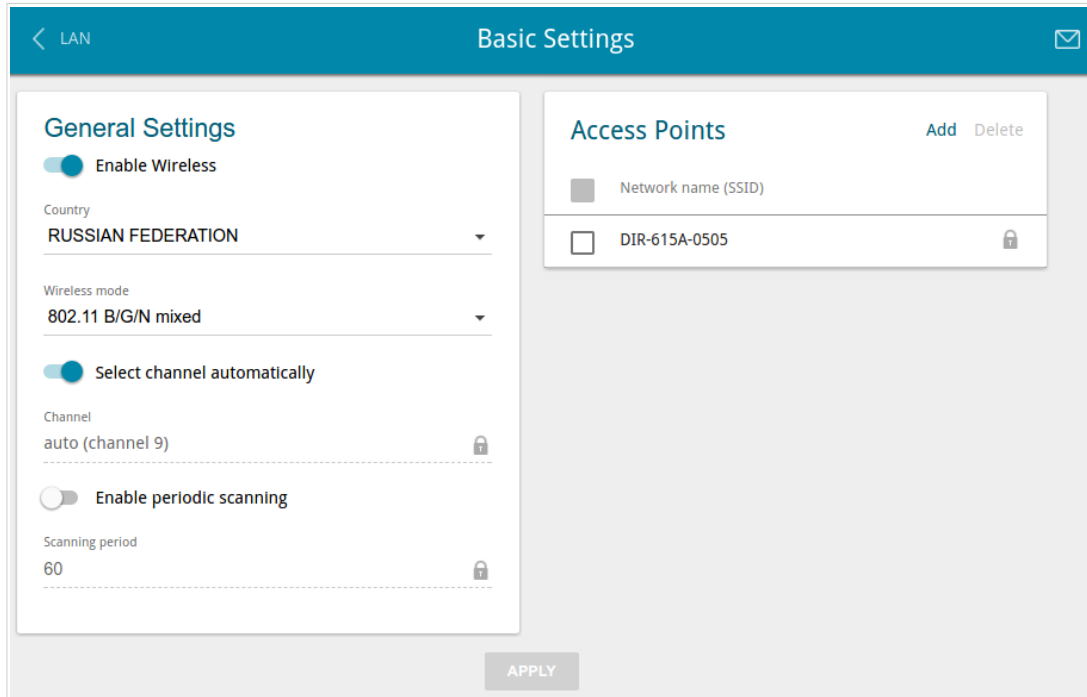 LAN
Basic Settings
General Settings
Enable Wireless
Country
RUSSIAN FEDERATION
Wireless mode
802.11 B/G/N mixed
Select channel automatically
Channel
auto (channel 9)
Enable periodic scanning
Scanning period
60
Access Points
Add Delete
Network name (SSID)
DIR-615A-0505
APPLY